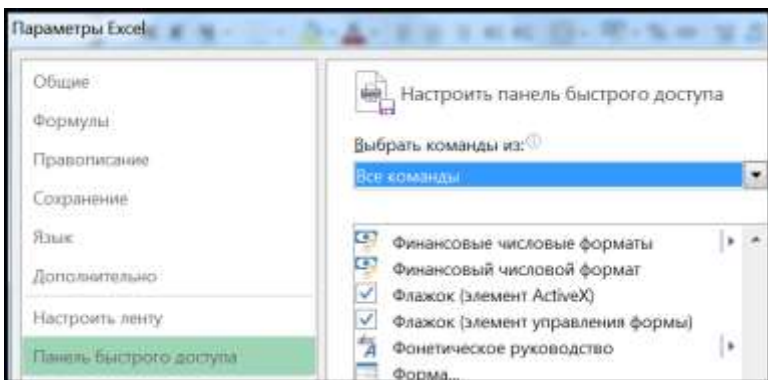 Параметры Excel
Общие
Формулы
Правописание
Сохранение
Язык
Дополнительно
Настроить ленту
Панель быстрого доступа
Настроить панель быстрого доступа
Выбрать команды из:
Все команды
Финансовые числовые форматы
Финансовый числовой формат
Флажок (элемент ActiveX)
Флажок (элемент управления формы)
Фонетическое руководство
Форма...